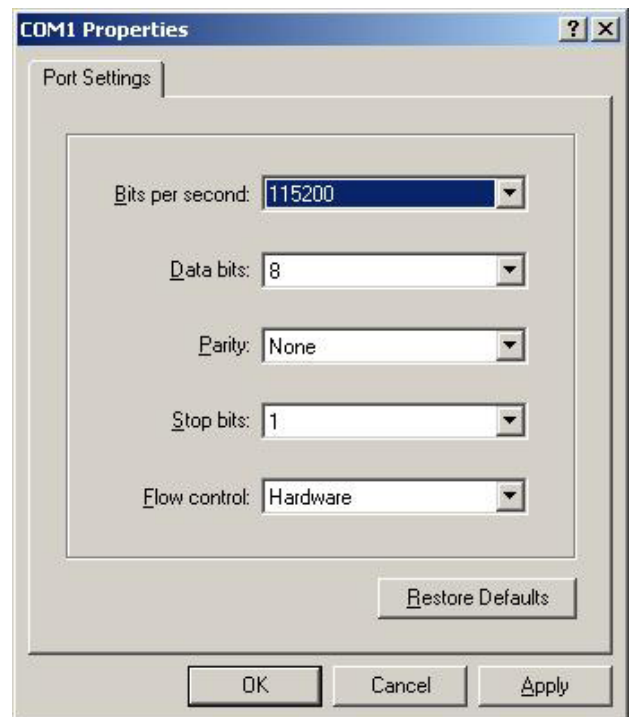 COM1 Properties
Port Settings
Bits per second: 115200
Data bits: 8
Parity: None
Stop bits: 1
Flow control: Hardware
Restore Defaults
OK Cancel Apply